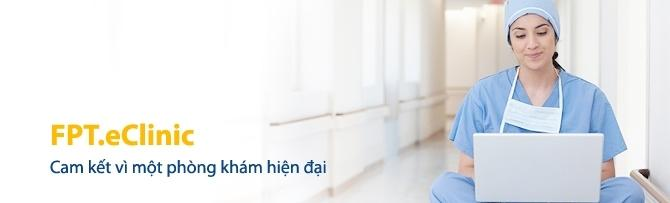 FPT.eClinic
Cam kết vì một phòng khám hiện đại